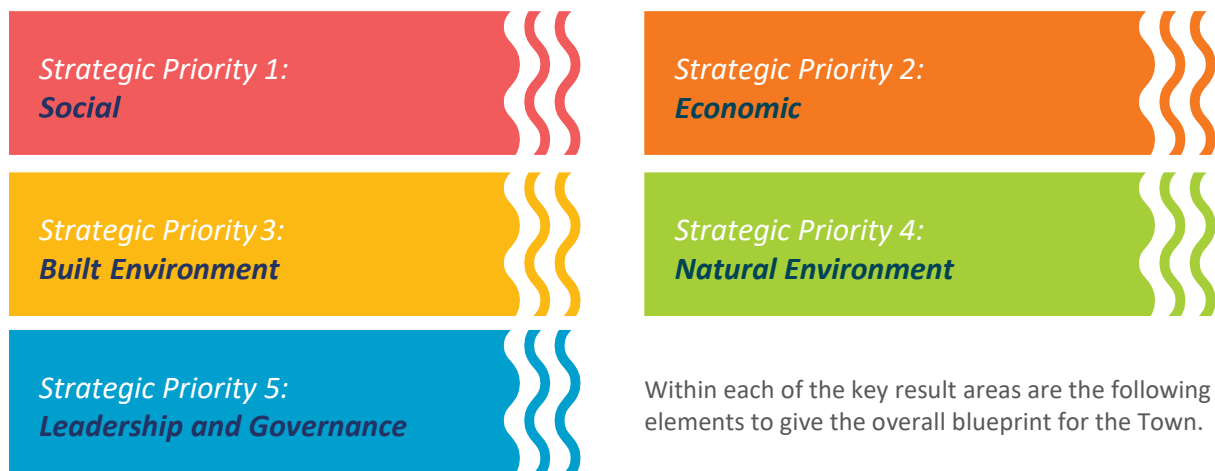 Strategic Priority 1:
Social
Strategic Priority 2:
Economic
Strategic Priority 3:
Built Environment
Strategic Priority 4:
Natural Environment
Strategic Priority 5:
Leadership and Governance
Within each of the key result areas are the following
elements to give the overall blueprint for the Town.